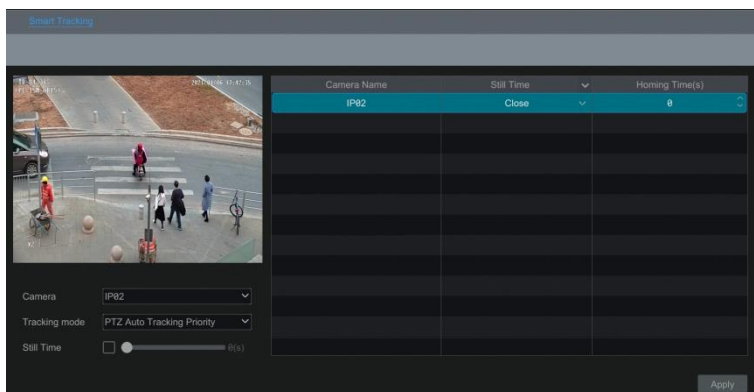 Smart Tracking
Camera Name Still Time Homing Time(s)
IP02 Close 0
Camera IP02
Tracking mode PTZ Auto Tracking Priority
Still Time 0(s)
Apply